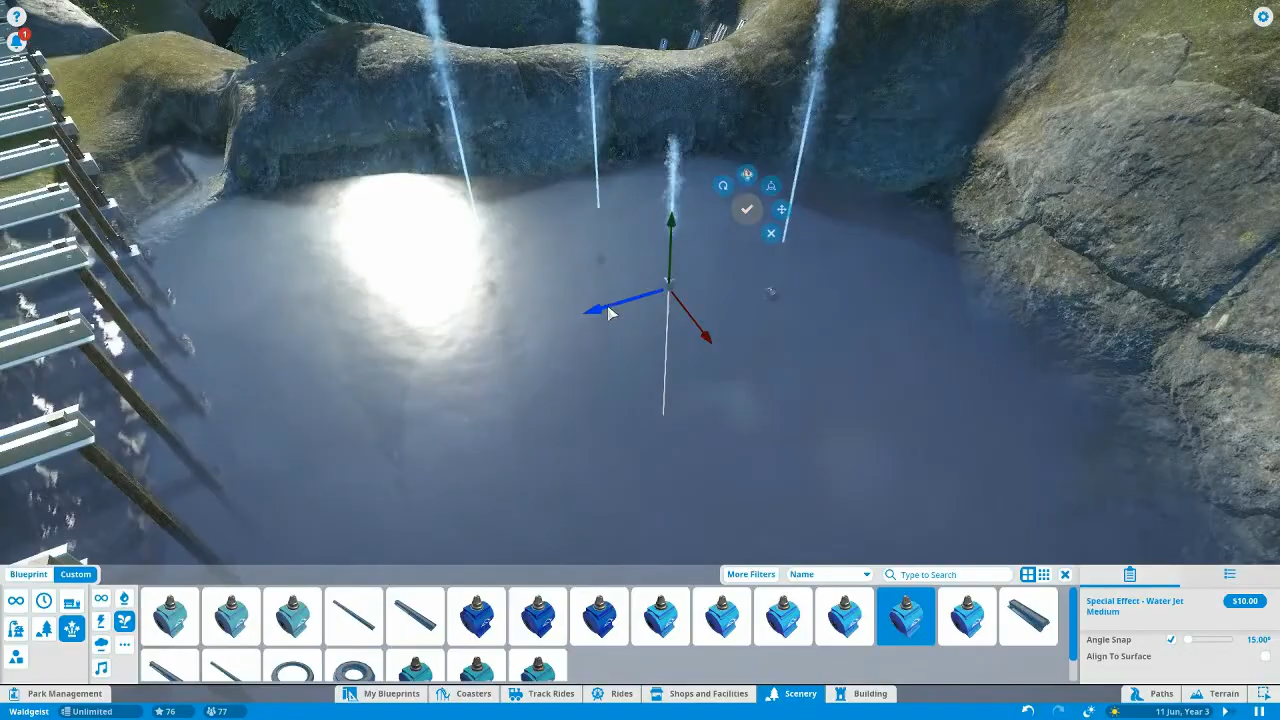 ?
1
Blueprint
Custom
More Filters
Name
Type to Search
Special Effect - Water Jet
Medium
$10.00
Angle Snap
15.00°
Align To Surface
Park Management
My Blueprints
Coasters
Track Rides
Rides
Shops and Facilities
Scenery
Building
Paths
Terrain
Waldgeist
Unlimited
76
77
11 Jun, Year 3